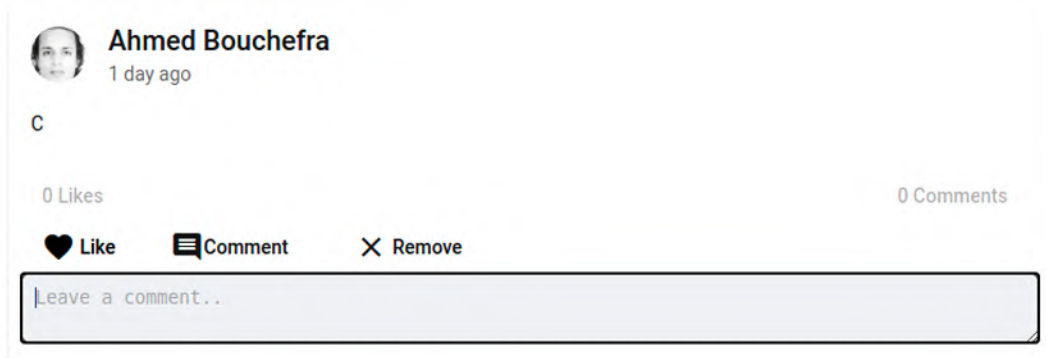 Ahmed Bouchefra
1 day ago
C
0 Likes 0 Comments
Like Comment Remove
Leave a comment..